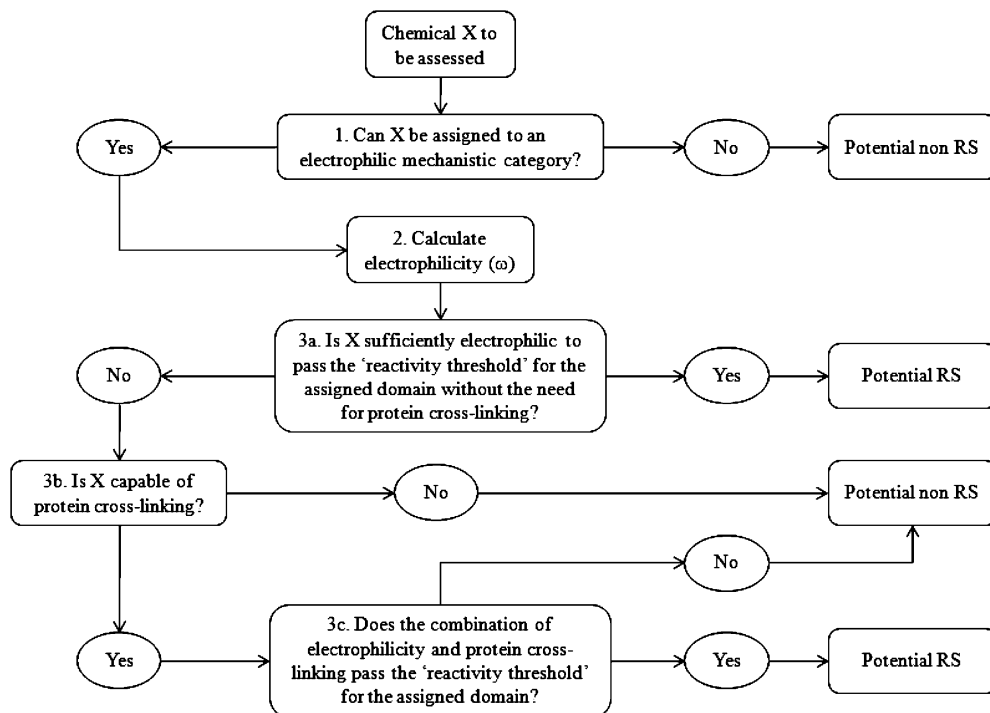 Chemical X to
be assessed
Yes
1. Can X be assigned to an
electrophilic mechanistic category?
No
Potential non RS
2. Calculate
electrophilicity (ω)
No
3a. Is X sufficiently electrophilic to
pass the ‘reactivity threshold’ for the
assigned domain without the need
for protein cross-linking?
Yes
Potential RS
3b. Is X capable of
protein cross-linking?
No
Potential non RS
No
Yes
3c. Does the combination of
electrophilicity and protein cross-
linking pass the ‘reactivity threshold’
for the assigned domain?
Yes
Potential RS